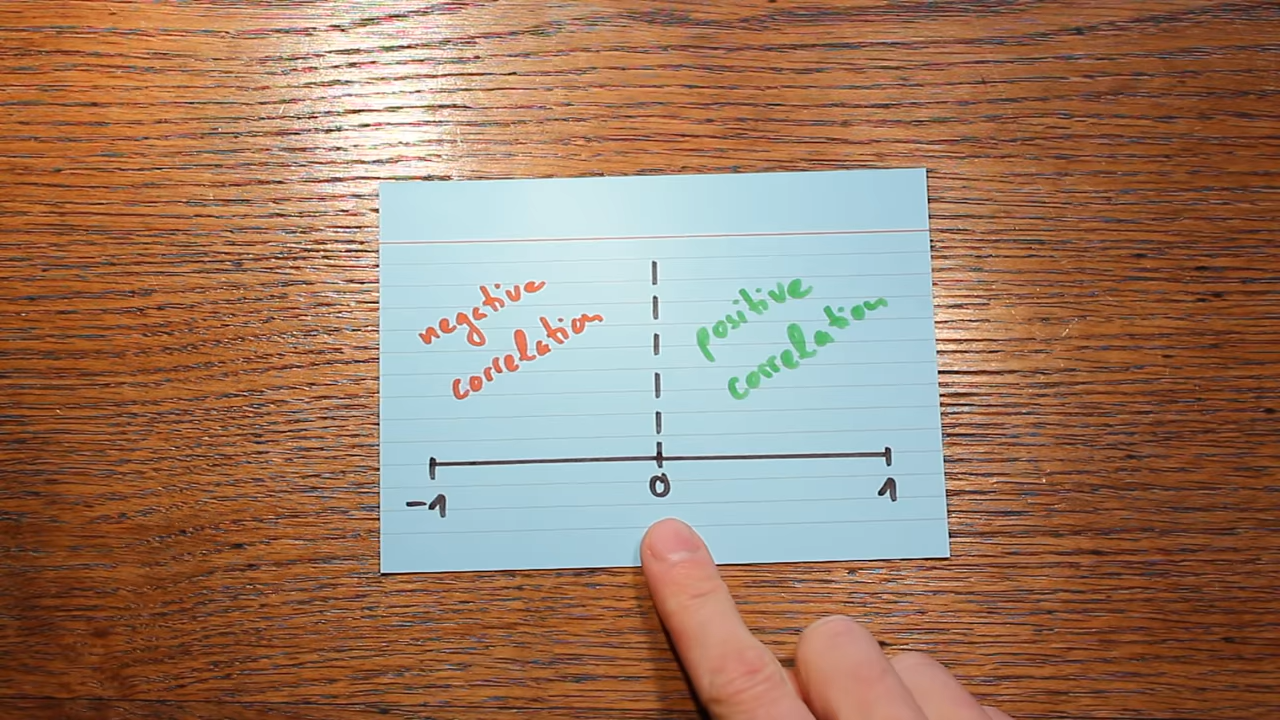 negative
correlation
positive
correlation
-1 0 1